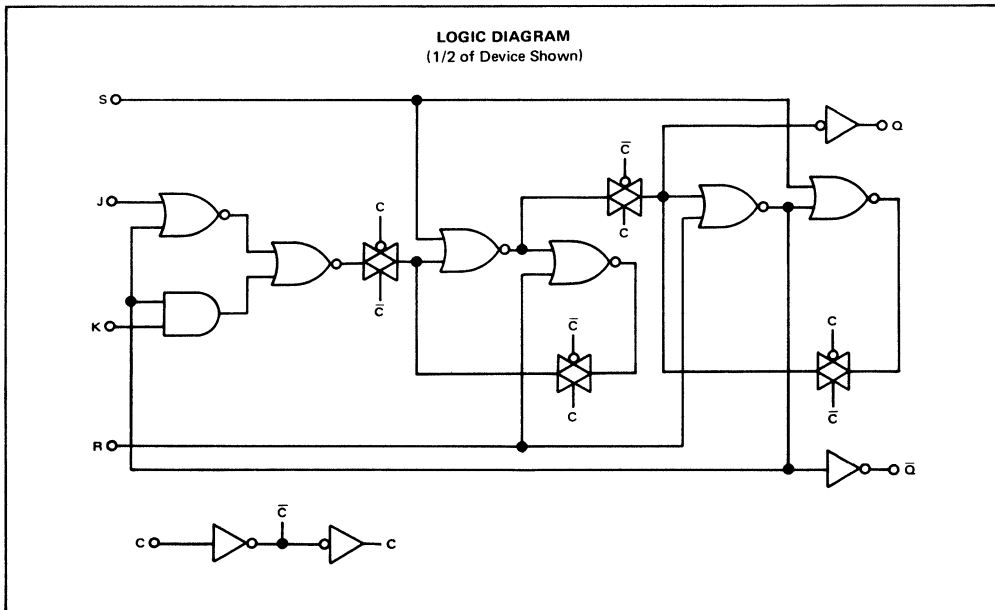 LOGIC DIAGRAM
(1/2 of Device Shown)
S
Q
C̅
J
C
C
K
C̅
C̅
C
C
C̅
R
Q̅
C̅
C
C